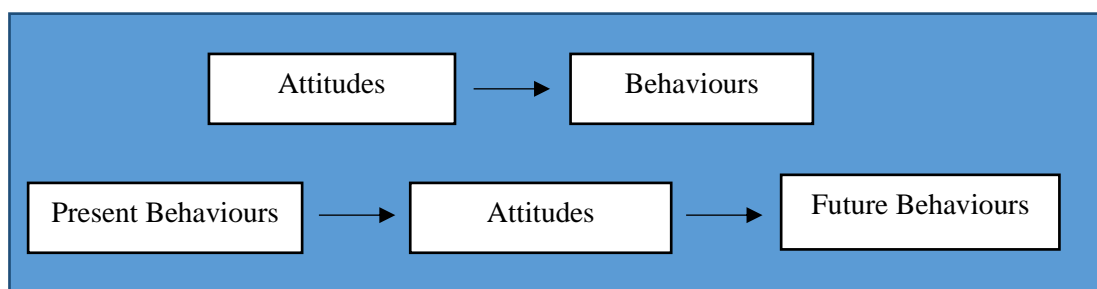 Attitudes
Behaviours
Present Behaviours
Attitudes
Future Behaviours